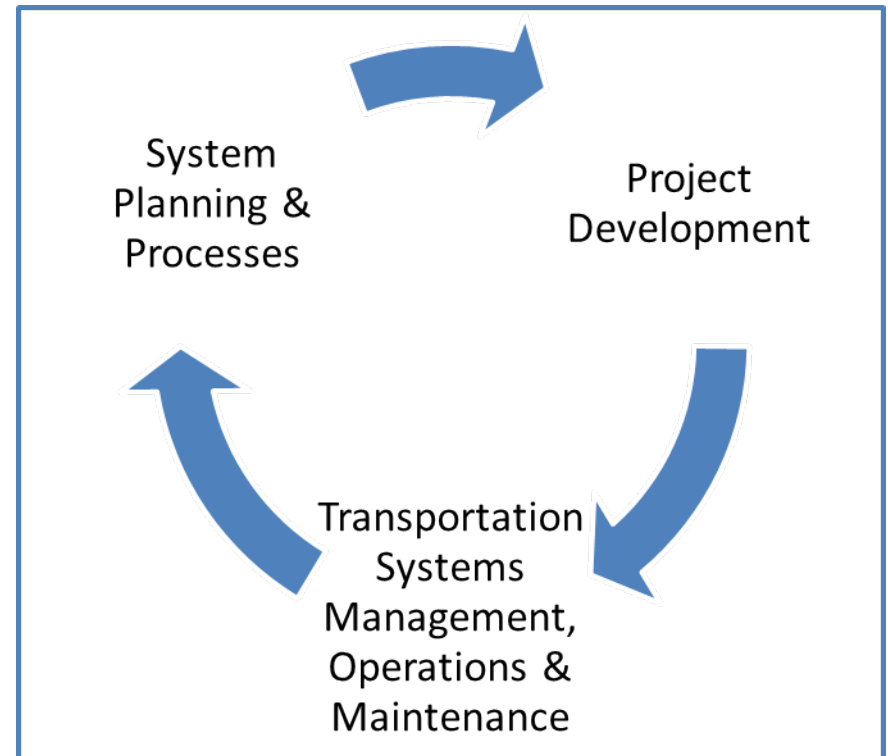 System
Planning &
Processes
Project
Development
Transportation
Systems
Management,
Operations &
Maintenance